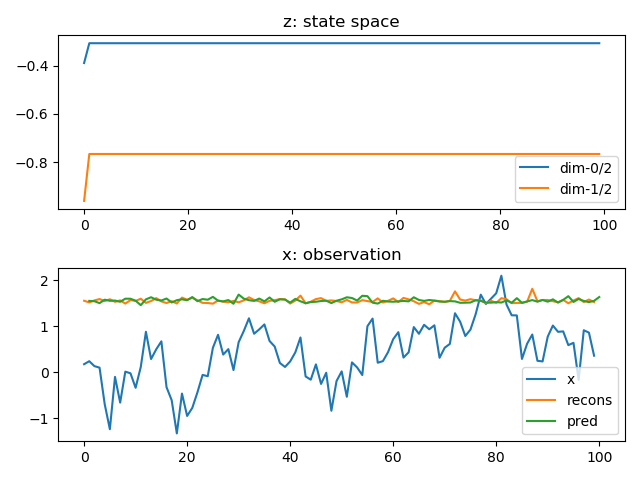 z: state space
−0.4
−0.6
−0.8
dim-0/2
dim-1/2
0 20 40 60 80 100
x: observation
2
1
0
−1
x
recons
pred
0 20 40 60 80 100